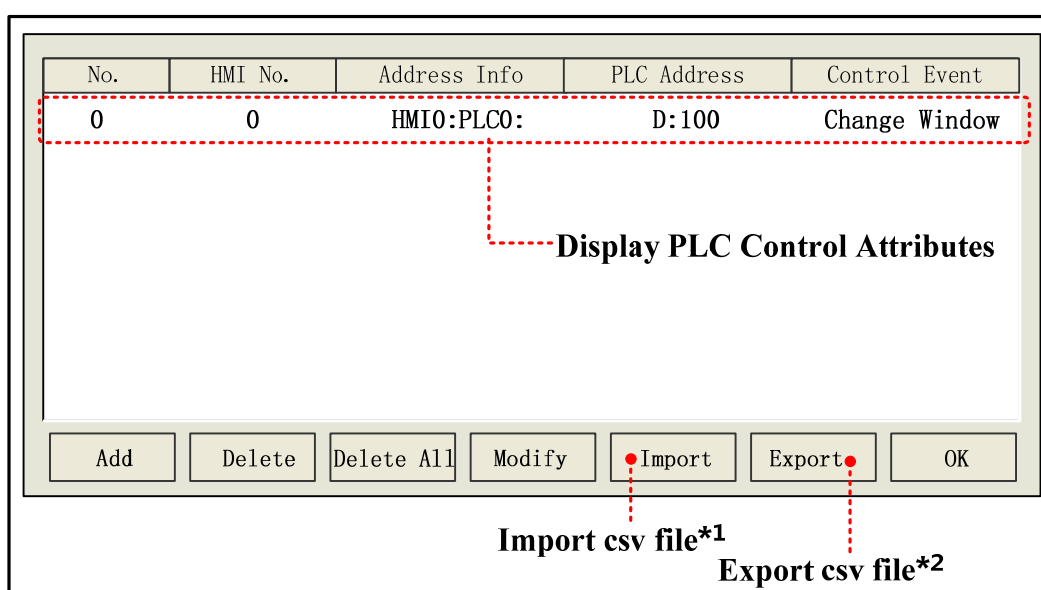 No. HMI No. Address Info PLC Address Control Event
0 0 HMI0:PLC0: D:100 Change Window
Display PLC Control Attributes
Add Delete Delete All Modify Import Export OK
Import csv file*1
Export csv file*2